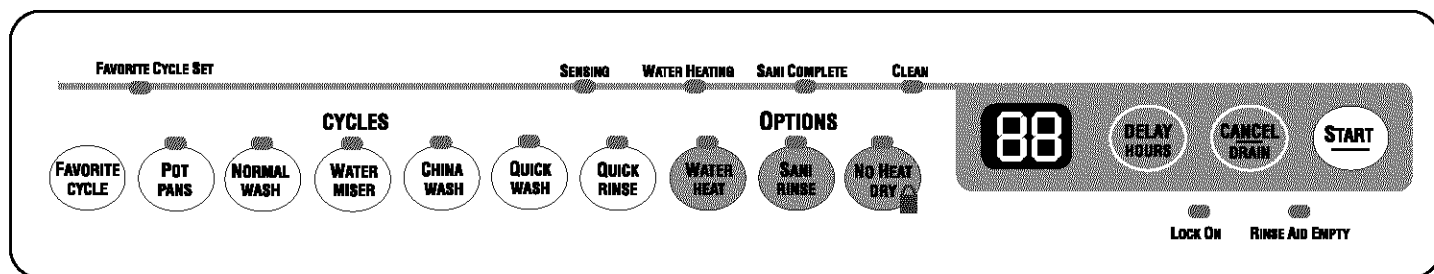 FAVORITE CYCLE SET
SENSING
WATER HEATING
SANI COMPLETE
CLEAN
CYCLES
OPTIONS
FAVORITE
CYCLE
POT
PANS
NORMAL
WASH
WATER
MISER
CHINA
WASH
QUICK
WASH
QUICK
RINSE
WATER
HEAT
SANI
RINSE
NO HEAT
DRY
88
DELAY
HOURS
CANCEL
DRAIN
START
LOCK ON
RINSE AID EMPTY